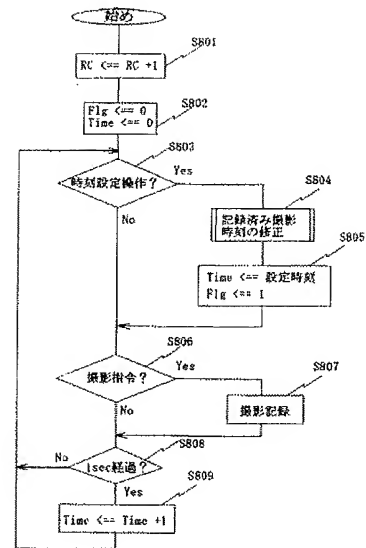 始め
S801
RC <== RC +1
S802
Flg <== 0
Time <== 0
S803
時刻設定操作？
Yes
No
S804
記録済み撮影
時刻の修正
S805
Time <== 設定時刻
Flg <== 1
S806
撮影指令？
Yes
No
S807
撮影記録
S808
1sec経過？
No
Yes
S809
Time <== Time +1